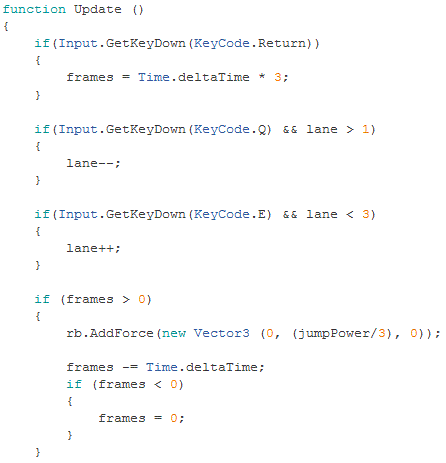 function Update ()
{
    if(Input.GetKeyDown(KeyCode.Return))
    {
        frames = Time.deltaTime * 3;
    }

    if(Input.GetKeyDown(KeyCode.Q) && lane > 1)
    {
        lane--;
    }

    if(Input.GetKeyDown(KeyCode.E) && lane < 3)
    {
        lane++;
    }

    if (frames > 0)
    {
        rb.AddForce(new Vector3 (0, (jumpPower/3), 0));

        frames -= Time.deltaTime;
        if (frames < 0)
        {
            frames = 0;
        }
    }